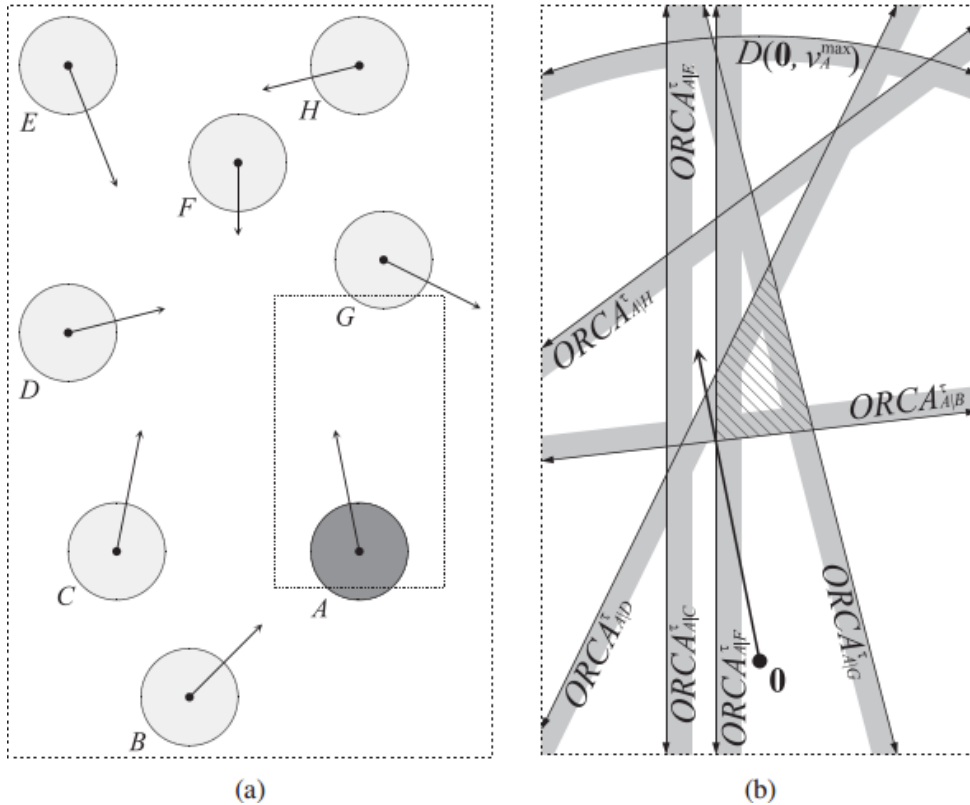 E
H
F
G
D
C
A
B
(a)
D(0, v_A^max)
ORCA^τ_A|E
ORCA^τ_A|H
ORCA^τ_A|B
ORCA^τ_A|D
ORCA^τ_A|C
ORCA^τ_A|F
ORCA^τ_A|G
0
(b)